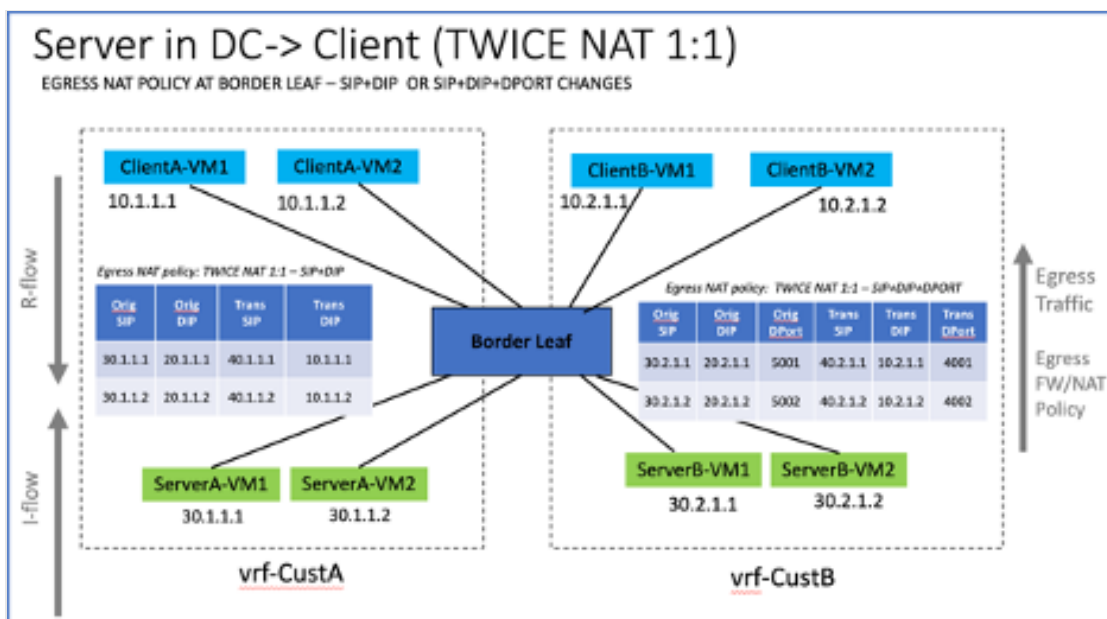 Server in DC-> Client (TWICE NAT 1:1)
EGRESS NAT POLICY AT BORDER LEAF – SIP+DIP OR SIP+DIP+DPORT CHANGES
ClientA-VM1
ClientA-VM2
10.1.1.1
10.1.1.2
ClientB-VM1
ClientB-VM2
10.2.1.1
10.2.1.2
R-flow
I-flow
Egress NAT policy: TWICE NAT 1:1 – SIP+DIP
Orig SIP Orig DIP Trans SIP Trans DIP
30.1.1.1 20.1.1.1 40.1.1.1 10.1.1.1
30.1.1.2 20.1.1.2 40.1.1.2 10.1.1.2
Border Leaf
Egress NAT policy: TWICE NAT 1:1 – SIP+DIP+DPORT
Orig SIP Orig DIP Orig DPort Trans SIP Trans DIP Trans DPort
30.2.1.1 20.2.1.1 5001 40.2.1.1 10.2.1.1 4001
30.2.1.2 20.2.1.2 5002 40.2.1.2 10.2.1.2 4002
Egress
Traffic
Egress
FW/NAT
Policy
ServerA-VM1
ServerA-VM2
30.1.1.1
30.1.1.2
ServerB-VM1
ServerB-VM2
30.2.1.1
30.2.1.2
vrf-CustA
vrf-CustB